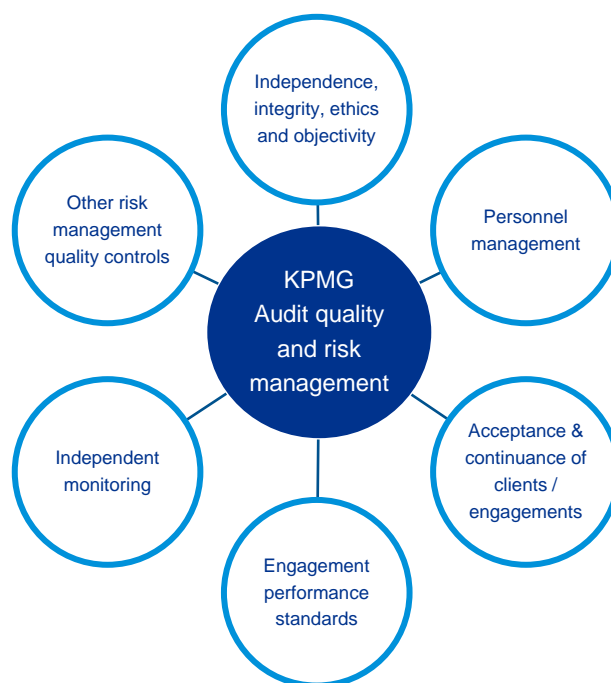 Independence,
integrity, ethics
and objectivity
Personnel
management
Acceptance &
continuance of
clients /
engagements
Engagement
performance
standards
Independent
monitoring
Other risk
management
quality controls
KPMG
Audit quality
and risk
management